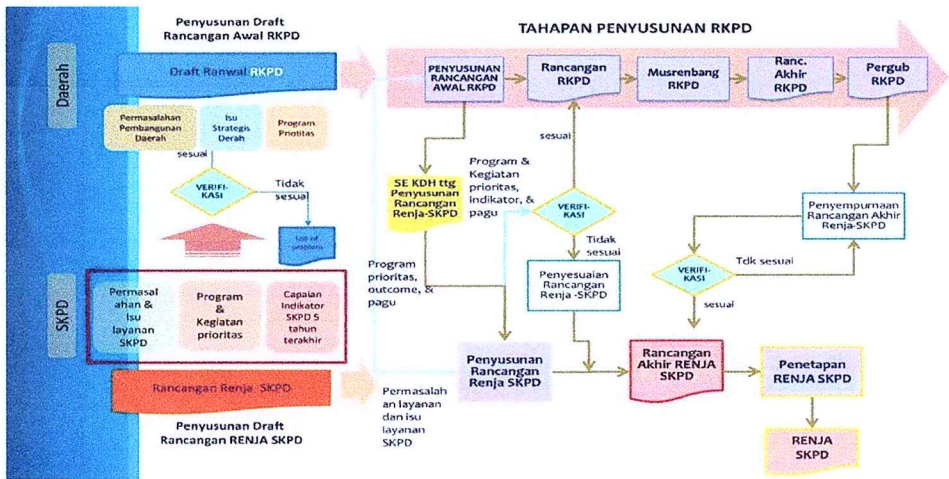 Penyusunan Draft
Rancangan Awal RKPD
TAHAPAN PENYUSUNAN RKPD
Daerah
Draft Ranwal RKPD
PENYUSUNAN
RANCANGAN
AWAL RKPD
Rancangan
RKPD
Musrenbang
RKPD
Ranc.
Akhir
RKPD
Pergub
RKPD
Permasalahan
Pembangunan
Daerah
Isu
Strategis
Derah
Program
Priotitas
sesuai
VERIFI-
KASI
Tidak
sesuai
List of
problem
SE KDH ttg
Penyusunan
Rancangan
Renja-SKPD
Program &
Kegiatan
prioritas,
indikator, &
pagu
sesuai
VERIFI-
KASI
Tidak
sesuai
Penyesuaian
Rancangan
Renja -SKPD
Penyempurnaan
Rancangan Akhir
Renja-SKPD
VERIFI-
KASI
Tdk sesuai
sesuai
Program
prioritas,
outcome, &
pagu
SKPD
Permasal
ahan &
Isu
layanan
SKPD
Program
&
Kegiatan
prioritas
Capaian
Indikator
SKPD 5
tahun
terakhir
Rancangan Renja SKPD
Penyusunan Draft
Rancangan RENJA SKPD
Permasalah
an layanan
dan isu
layanan
SKPD
Penyusunan
Rancangan
Renja SKPD
Rancangan
Akhir RENJA
SKPD
Penetapan
RENJA SKPD
RENJA
SKPD